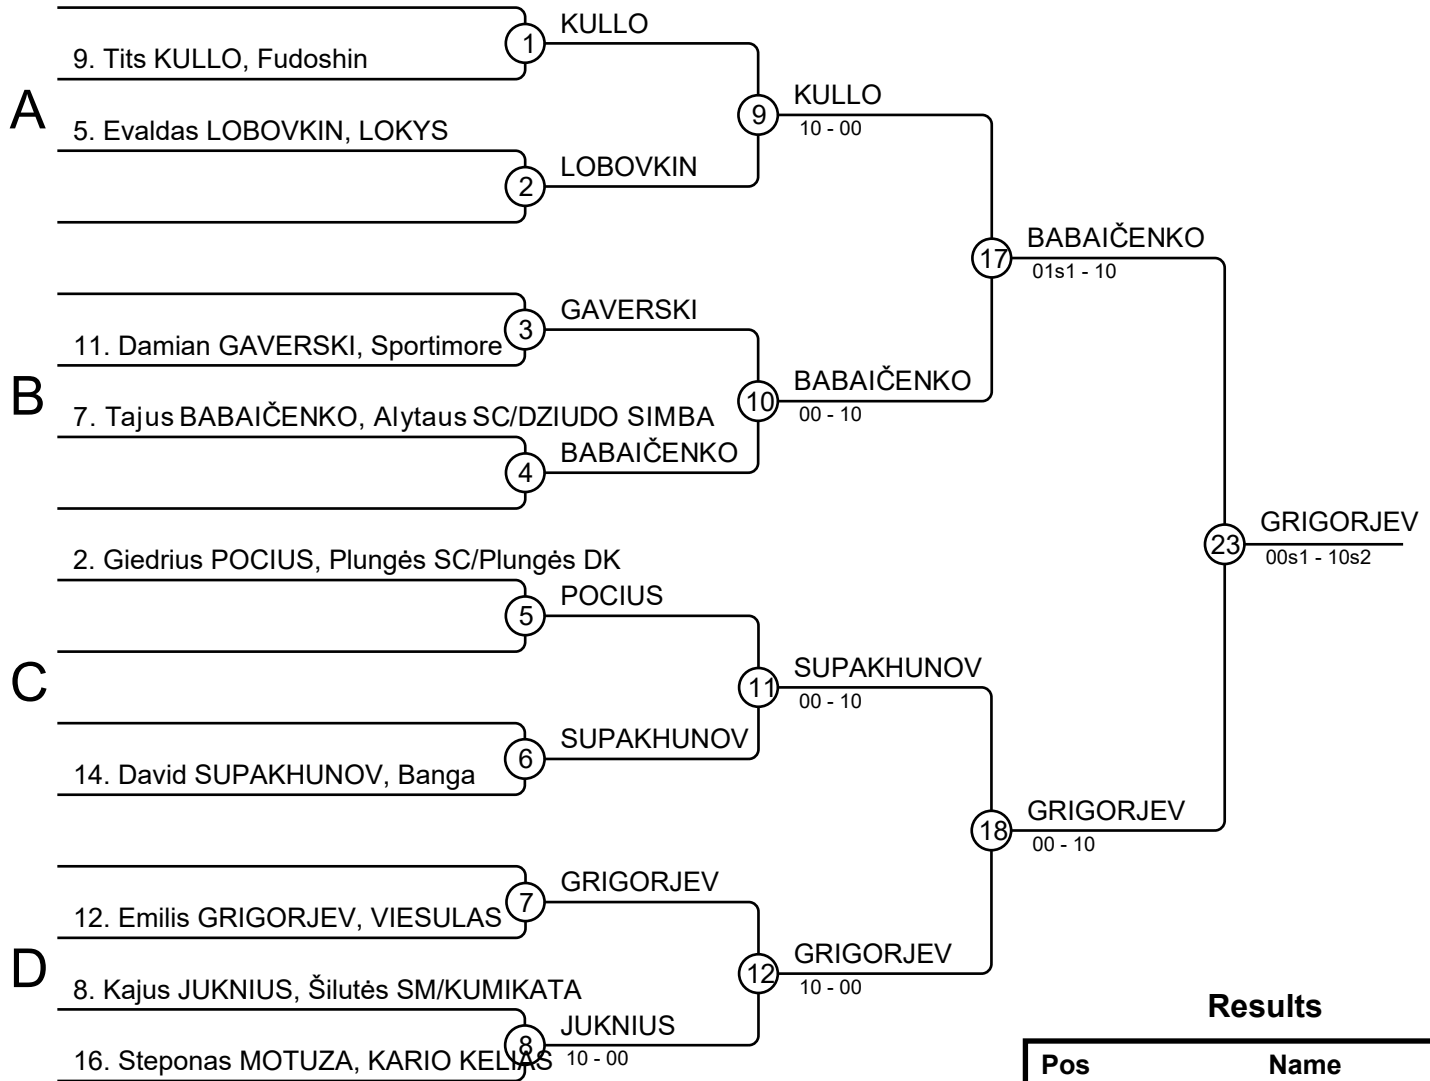 KULLO
1
9. Tits KULLO, Fudoshin
A
KULLO
9
10 - 00
5. Evaldas LOBOVKIN, LOKYS
LOBOVKIN
2
BABAIČENKO
17
01s1 - 10
GAVERSKI
3
11. Damian GAVERSKI, Sportimore
B
BABAIČENKO
10
00 - 10
7. Tajus BABAIČENKO, Alytaus SC/DZIUDO SIMBA
BABAIČENKO
4
GRIGORJEV
23
00s1 - 10s2
2. Giedrius POCIUS, Plungės SC/Plungės DK
POCIUS
5
C
SUPAKHUNOV
11
00 - 10
SUPAKHUNOV
6
14. David SUPAKHUNOV, Banga
GRIGORJEV
18
00 - 10
GRIGORJEV
7
12. Emilis GRIGORJEV, VIESULAS
D
GRIGORJEV
12
10 - 00
8. Kajus JUKNIUS, Šilutės SM/KUMIKATA
JUKNIUS
8
10 - 00
16. Steponas MOTUZA, KARIO KELIAS
Results
Pos Name